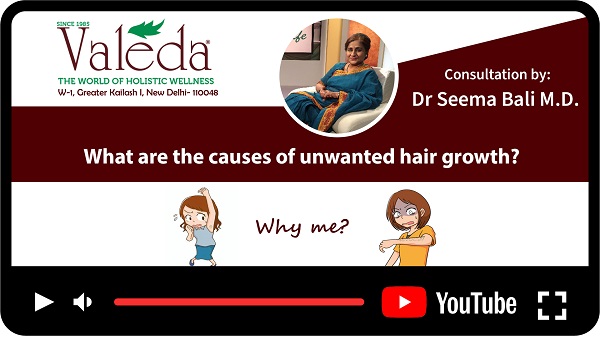 SINCE 1985
Valeda®
THE WORLD OF HOLISTIC WELLNESS
W-1, Greater Kailash I, New Delhi- 110048
Consultation by:
Dr Seema Bali M.D.
What are the causes of unwanted hair growth?
Why me?
YouTube